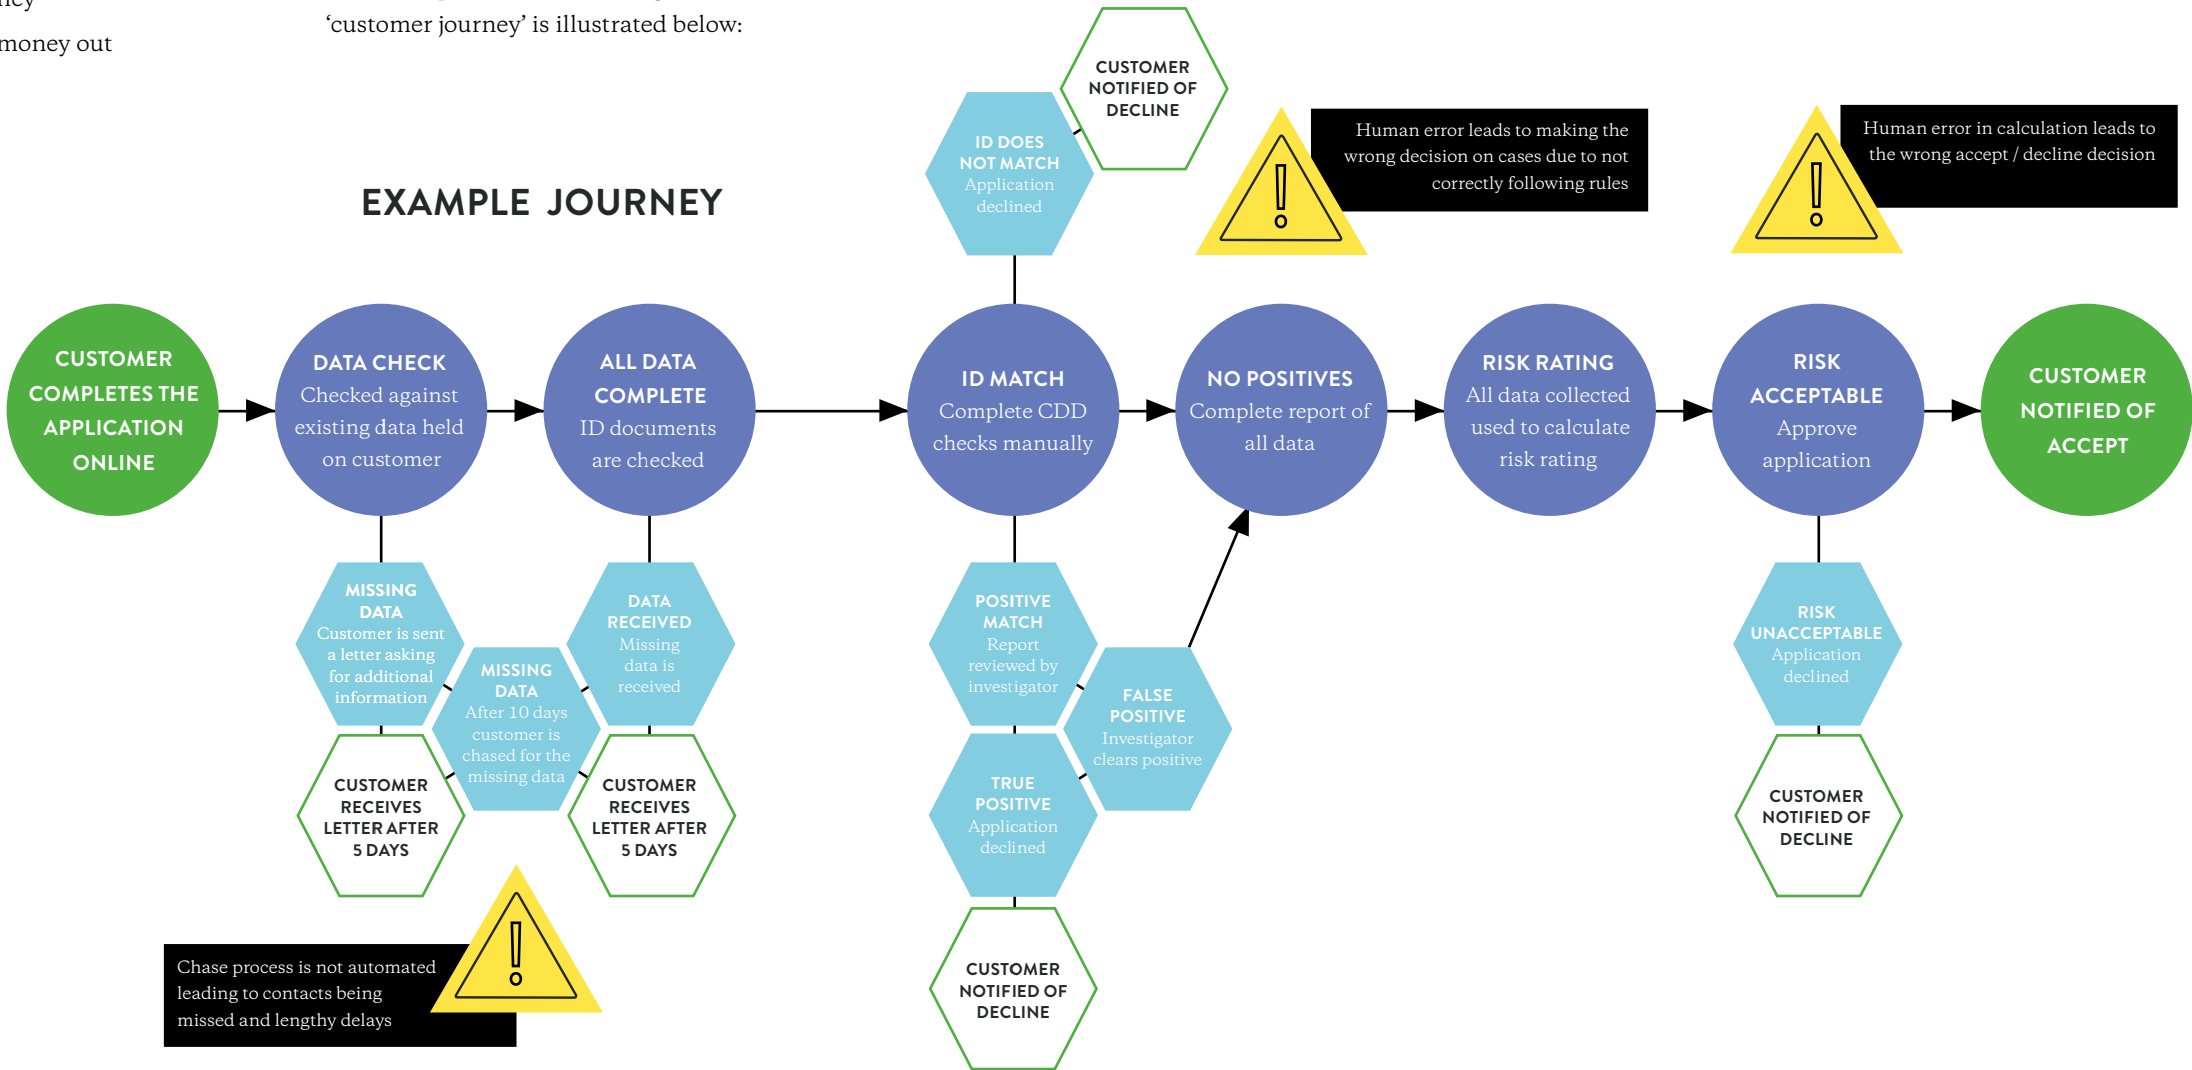 money out
'customer journey' is illustrated below:
CUSTOMER
NOTIFIED OF
DECLINE
ID DOES
NOT MATCH
Application
declined
Human error leads to making the
wrong decision on cases due to not
correctly following rules
Human error in calculation leads to
the wrong accept / decline decision
EXAMPLE JOURNEY
CUSTOMER
COMPLETES THE
APPLICATION
ONLINE
DATA CHECK
Checked against
existing data held
on customer
ALL DATA
COMPLETE
ID documents
are checked
ID MATCH
Complete CDD
checks manually
NO POSITIVES
Complete report of
all data
RISK RATING
All data collected
used to calculate
risk rating
RISK
ACCEPTABLE
Approve
application
CUSTOMER
NOTIFIED OF
ACCEPT
MISSING
DATA
Customer is sent
a letter asking
for additional
information
MISSING
DATA
After 10 days
customer is
chased for the
missing data
DATA
RECEIVED
Missing
data is
received
CUSTOMER
RECEIVES
LETTER AFTER
5 DAYS
CUSTOMER
RECEIVES
LETTER AFTER
5 DAYS
POSITIVE
MATCH
Report
reviewed by
investigator
FALSE
POSITIVE
Investigator
clears positive
TRUE
POSITIVE
Application
declined
CUSTOMER
NOTIFIED OF
DECLINE
RISK
UNACCEPTABLE
Application
declined
CUSTOMER
NOTIFIED OF
DECLINE
Chase process is not automated
leading to contacts being
missed and lengthy delays